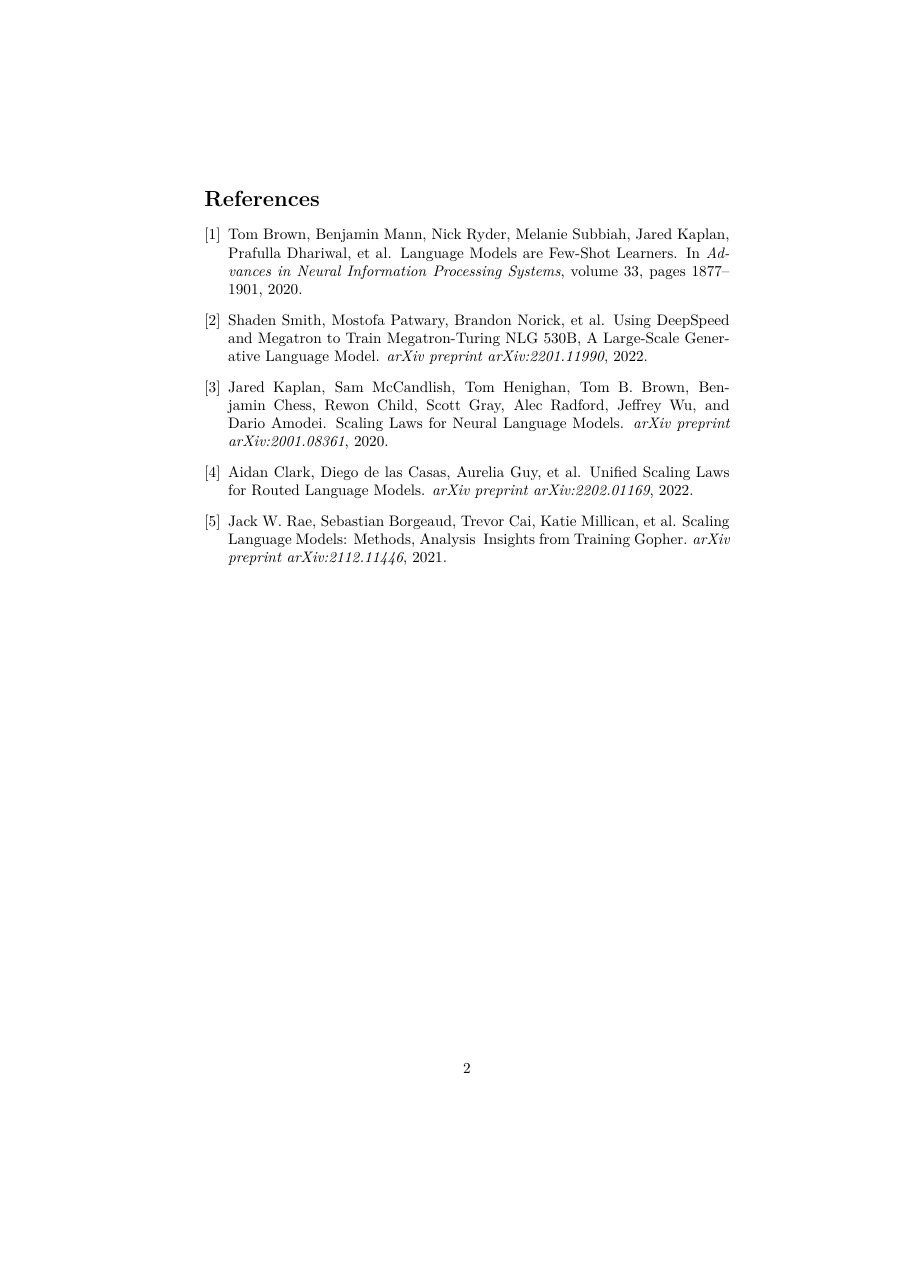 References
[1] Tom Brown, Benjamin Mann, Nick Ryder, Melanie Subbiah, Jared Kaplan,
Prafulla Dhariwal, et al. Language Models are Few-Shot Learners. In Ad-
vances in Neural Information Processing Systems, volume 33, pages 1877–
1901, 2020.
[2] Shaden Smith, Mostofa Patwary, Brandon Norick, et al. Using DeepSpeed
and Megatron to Train Megatron-Turing NLG 530B, A Large-Scale Gener-
ative Language Model. arXiv preprint arXiv:2201.11990, 2022.
[3] Jared Kaplan, Sam McCandlish, Tom Henighan, Tom B. Brown, Ben-
jamin Chess, Rewon Child, Scott Gray, Alec Radford, Jeffrey Wu, and
Dario Amodei. Scaling Laws for Neural Language Models. arXiv preprint
arXiv:2001.08361, 2020.
[4] Aidan Clark, Diego de las Casas, Aurelia Guy, et al. Unified Scaling Laws
for Routed Language Models. arXiv preprint arXiv:2202.01169, 2022.
[5] Jack W. Rae, Sebastian Borgeaud, Trevor Cai, Katie Millican, et al. Scaling
Language Models: Methods, Analysis Insights from Training Gopher. arXiv
preprint arXiv:2112.11446, 2021.
2